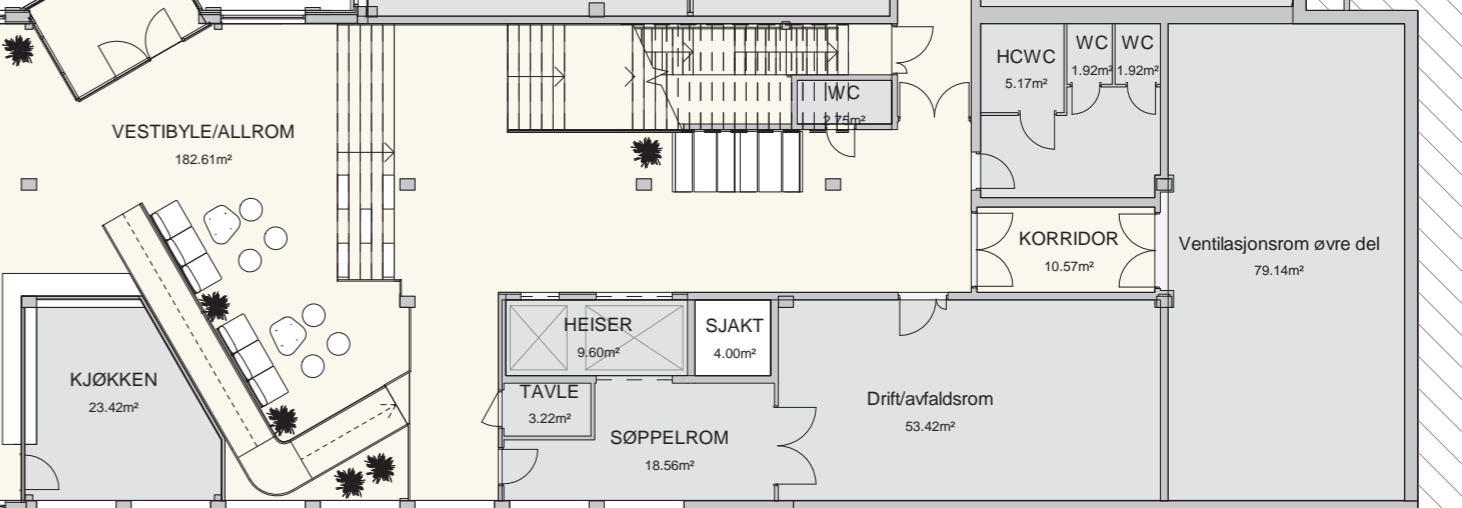 HCWC
5.17m²
WC
1.92m²
WC
1.92m²
WC
2.75m²
VESTIBYLE/ALLROM
182.61m²
KORRIDOR
10.57m²
Ventilasjonsrom øvre del
79.14m²
HEISER
9.60m²
SJAKT
4.00m²
KJØKKEN
23.42m²
TAVLE
3.22m²
Drift/avfaldsrom
53.42m²
SØPPELROM
18.56m²